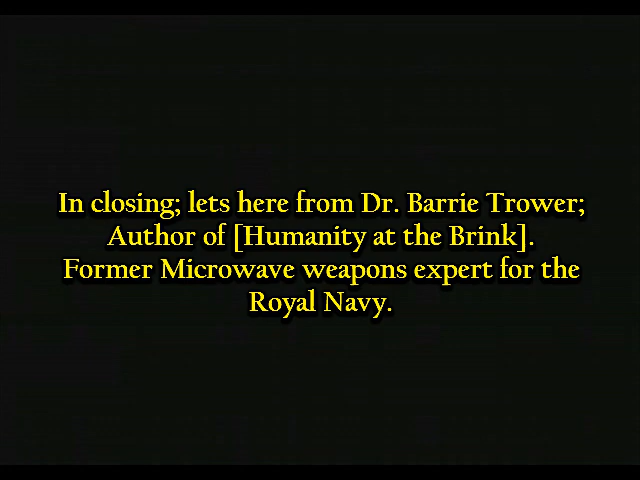 In closing; lets here from Dr. Barrie Trower;
Author of [Humanity at the Brink].
Former Microwave weapons expert for the
Royal Navy.